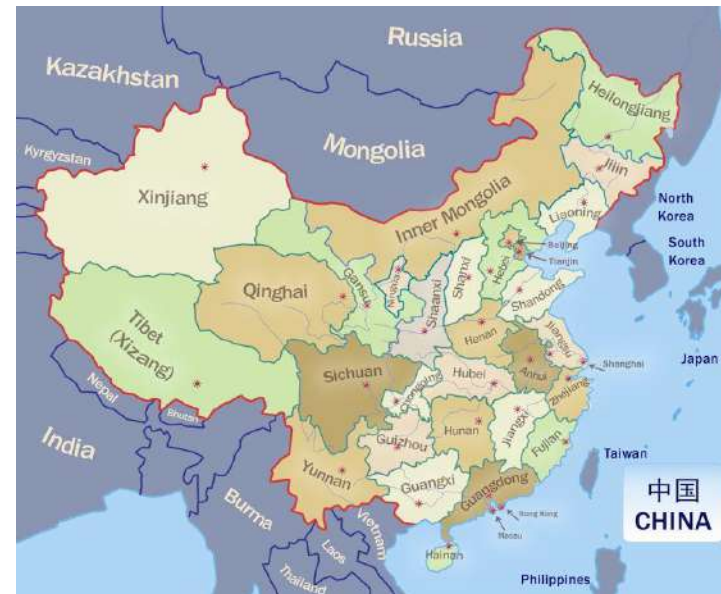 Russia
Kazakhstan
Mongolia
Kyrgyzstan
Heilongjiang
Jilin
Liaoning
North
Korea
South
Korea
Japan
Xinjiang
Inner Mongolia
Beijing
Tianjin
Hebei
Shanxi
Shaanxi
Ningxia
Gansu
Qinghai
Shandong
Tibet
(Xizang)
Henan
Jiangsu
Shanghai
Anhui
Hubei
Sichuan
Chongqing
Zhejiang
Nepal
Bhutan
India
Burma
Yunnan
Guizhou
Hunan
Jiangxi
Fujian
Taiwan
Guangxi
Guangdong
Hong Kong
Macau
Hainan
Vietnam
Laos
Thailand
Philippines
中国
CHINA